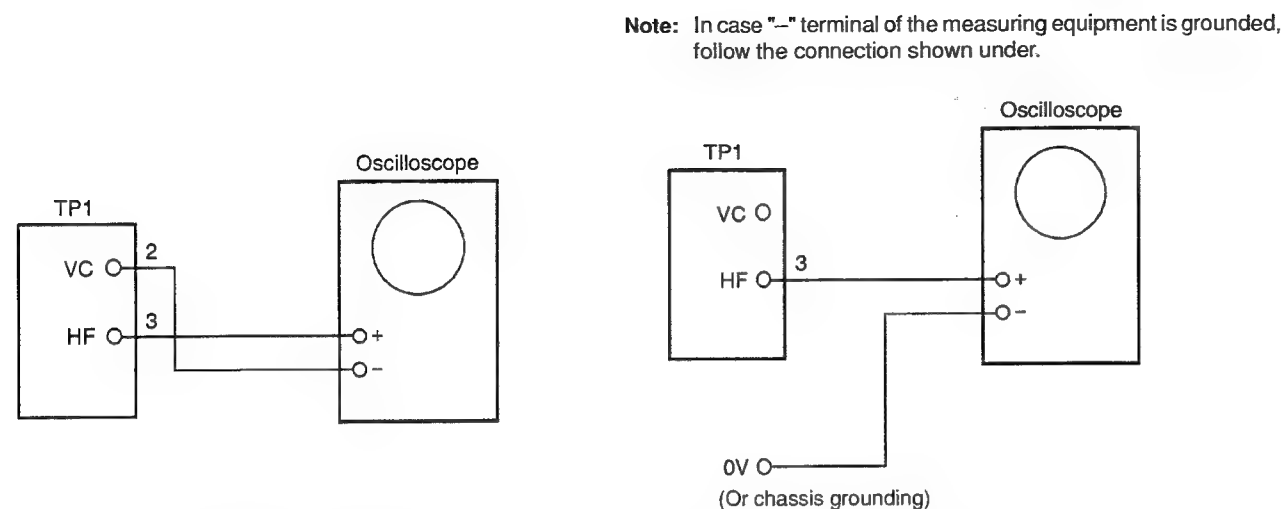 Note: In case "–" terminal of the measuring equipment is grounded,
follow the connection shown under.
Oscilloscope
TP1
VC
2
HF
3
+
–
Oscilloscope
TP1
VC
HF
3
+
–
0V
(Or chassis grounding)